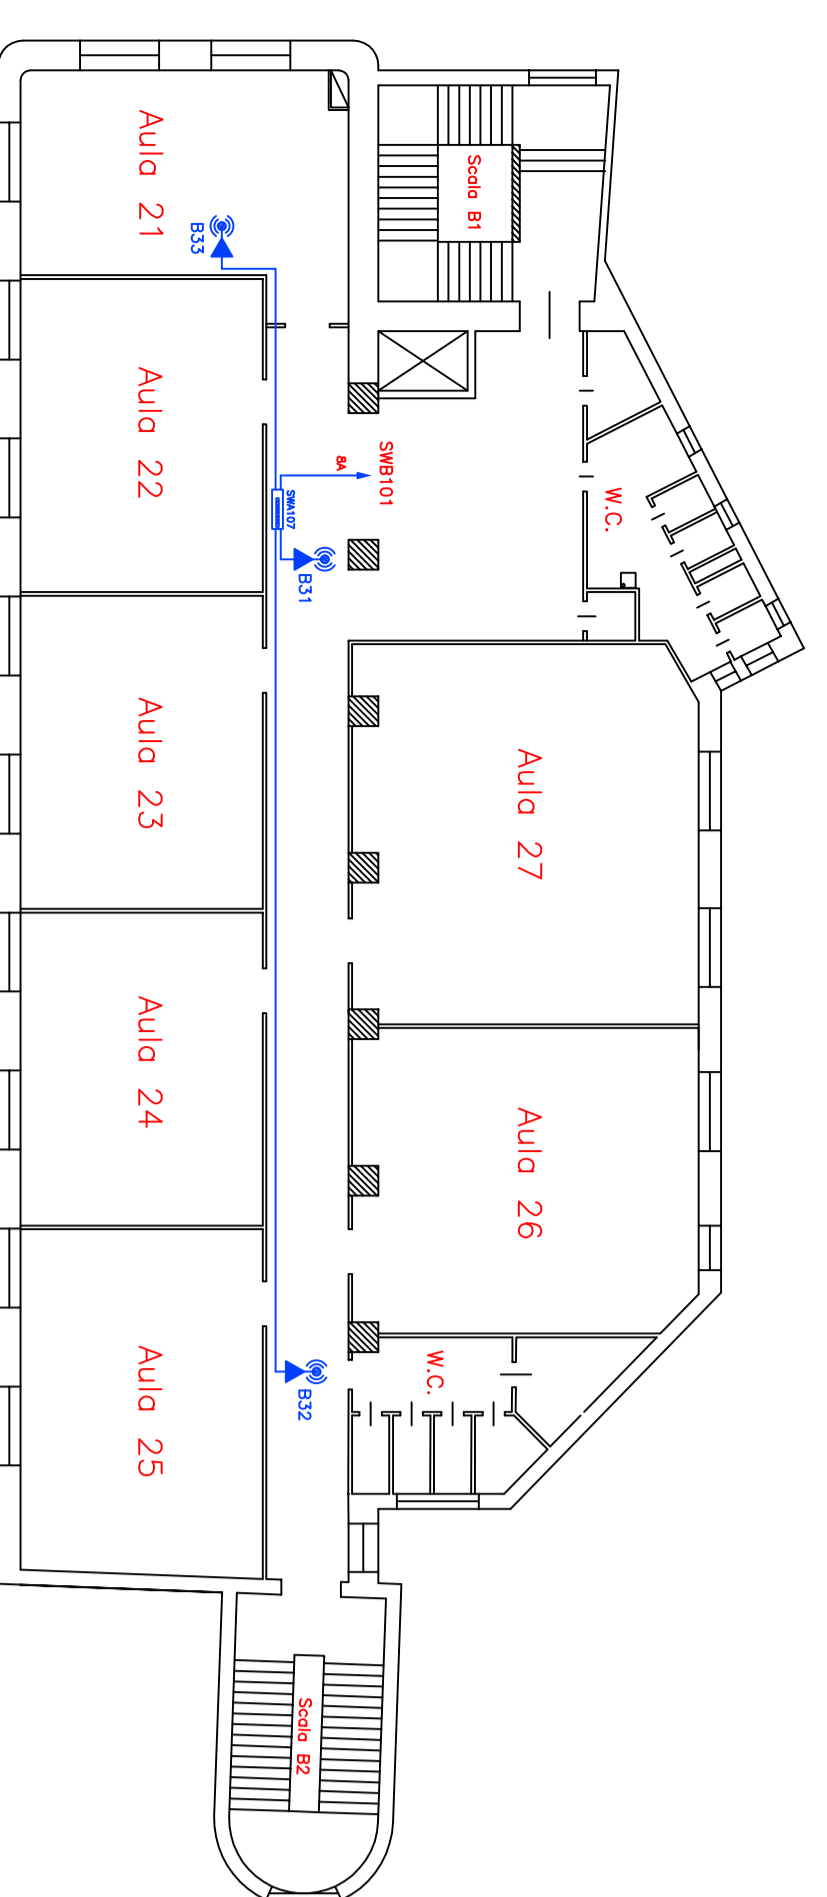 Aula 21
Scala B1
B33
Aula 22
8A
SWB101
SWA107
B31
W.C.
Aula 23
Aula 27
Aula 24
Aula 26
Aula 25
B32
W.C.
Scala B2